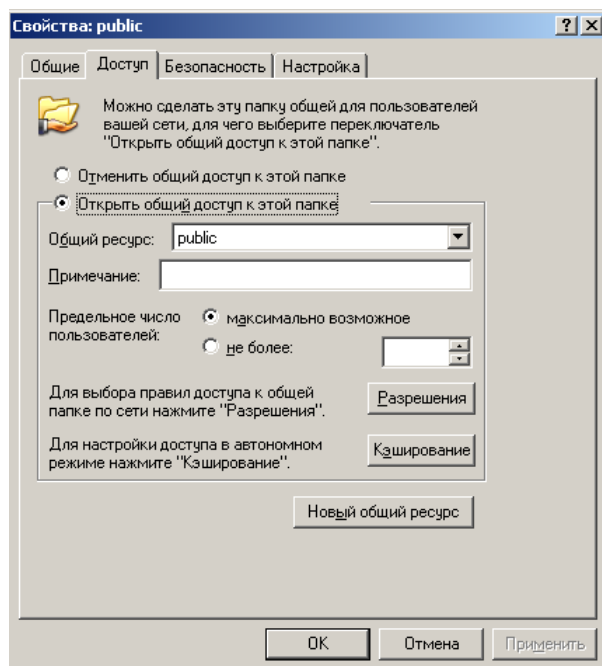 Свойства: public
Общие Доступ Безопасность Настройка
Можно сделать эту папку общей для пользователей
вашей сети, для чего выберите переключатель
"Открыть общий доступ к этой папке".
Отменить общий доступ к этой папке
Открыть общий доступ к этой папке
Общий ресурс: public
Примечание:
Предельное число
пользователей:
максимально возможное
не более:
Для выбора правил доступа к общей
папке по сети нажмите "Разрешения".
Разрешения
Для настройки доступа в автономном
режиме нажмите "Кэширование".
Кэширование
Новый общий ресурс
OK Отмена Применить